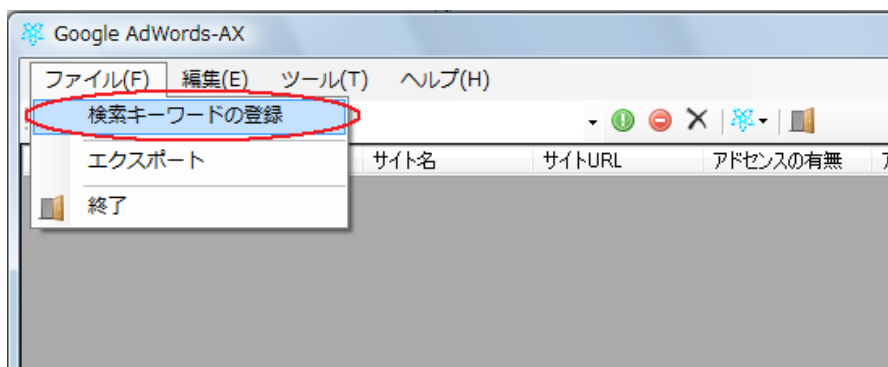 Google AdWords-AX
ファイル(F) 編集(E) ツール(T) ヘルプ(H)
検索キーワードの登録
エクスポート
サイト名 サイトURL アドセンスの有無
終了